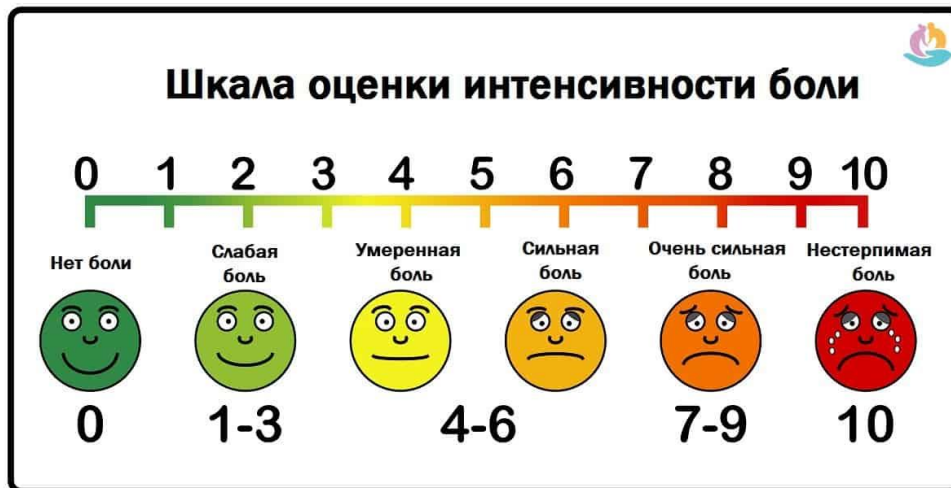 Шкала оценки интенсивности боли
0 1 2 3 4 5 6 7 8 9 10
Нет боли
Слабая
боль
Умеренная
боль
Сильная
боль
Очень сильная
боль
Нестерпимая
боль
0 1-3 4-6 7-9 10